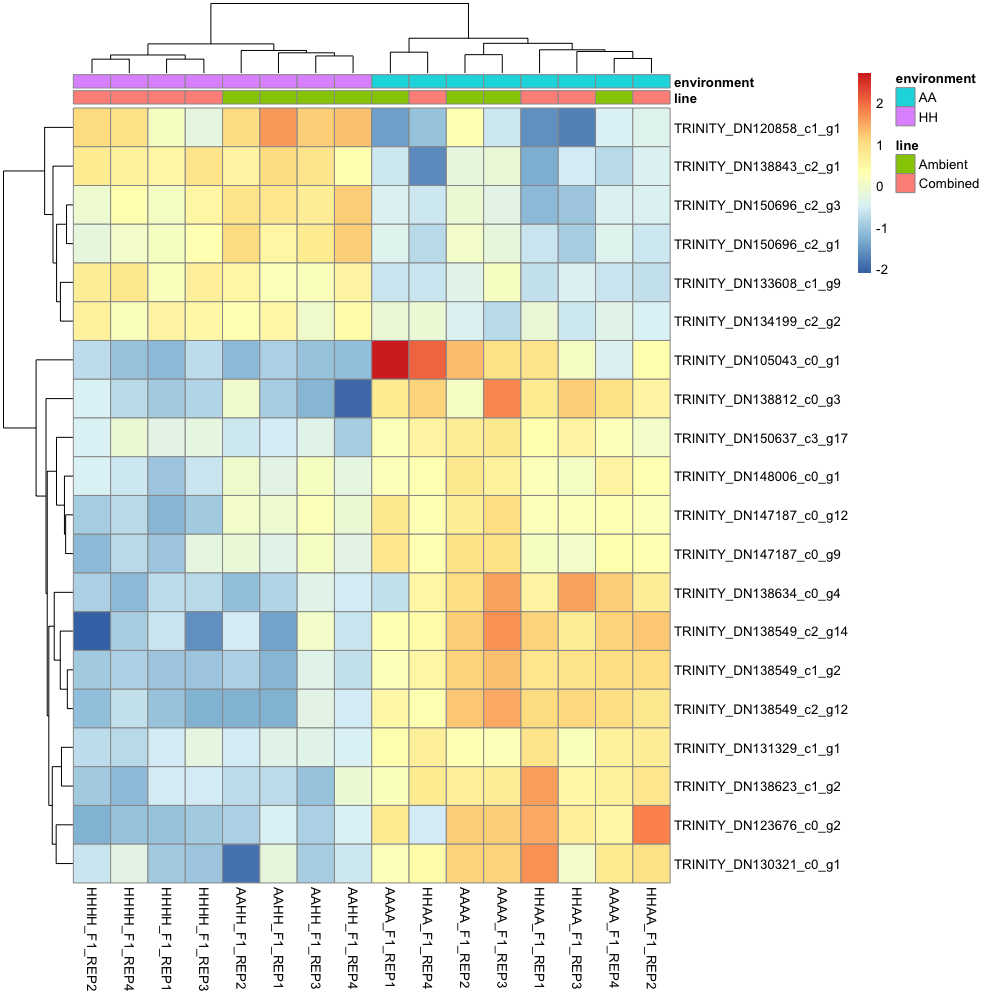 environment
line
TRINITY_DN120858_c1_g1
TRINITY_DN138843_c2_g1
TRINITY_DN150696_c2_g3
TRINITY_DN150696_c2_g1
TRINITY_DN133608_c1_g9
TRINITY_DN134199_c2_g2
TRINITY_DN105043_c0_g1
TRINITY_DN138812_c0_g3
TRINITY_DN150637_c3_g17
TRINITY_DN148006_c0_g1
TRINITY_DN147187_c0_g12
TRINITY_DN147187_c0_g9
TRINITY_DN138634_c0_g4
TRINITY_DN138549_c2_g14
TRINITY_DN138549_c1_g2
TRINITY_DN138549_c2_g12
TRINITY_DN131329_c1_g1
TRINITY_DN138623_c1_g2
TRINITY_DN123676_c0_g2
TRINITY_DN130321_c0_g1
HHHH_F1_REP2
HHHH_F1_REP4
HHHH_F1_REP1
HHHH_F1_REP3
AAHH_F1_REP2
AAHH_F1_REP1
AAHH_F1_REP3
AAHH_F1_REP4
AAAA_F1_REP1
HHAA_F1_REP4
AAAA_F1_REP2
AAAA_F1_REP3
HHAA_F1_REP1
HHAA_F1_REP3
AAAA_F1_REP4
HHAA_F1_REP2
2
1
0
-1
-2
environment
AA
HH
line
Ambient
Combined